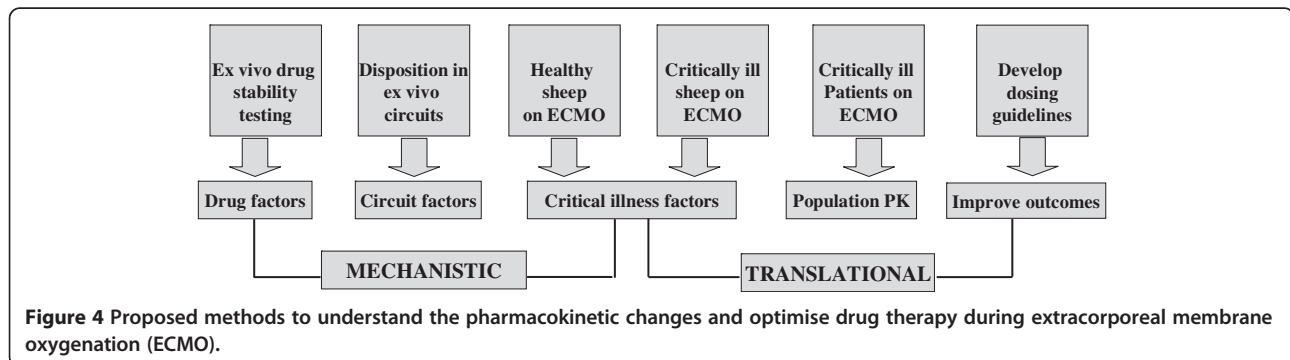 Ex vivo drug
stability
testing
Disposition in
ex vivo
circuits
Healthy
sheep
on ECMO
Critically ill
sheep on
ECMO
Critically ill
Patients on
ECMO
Develop
dosing
guidelines
Drug factors
Circuit factors
Critical illness factors
Population PK
Improve outcomes
MECHANISTIC
TRANSLATIONAL
Figure 4 Proposed methods to understand the pharmacokinetic changes and optimise drug therapy during extracorporeal membrane
oxygenation (ECMO).